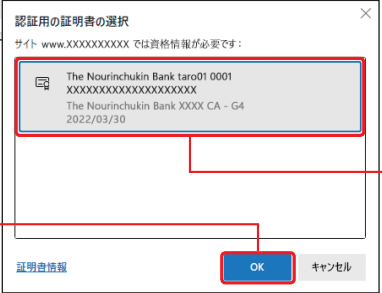 認証用の証明書の選択
サイト www.XXXXXXXXXX では資格情報が必要です：
The Nourinchukin Bank taro01 0001
XXXXXXXXXXXXXXXXXXXX
The Nourinchukin Bank XXXX CA - G4
2022/03/30
証明書情報
OK
キャンセル